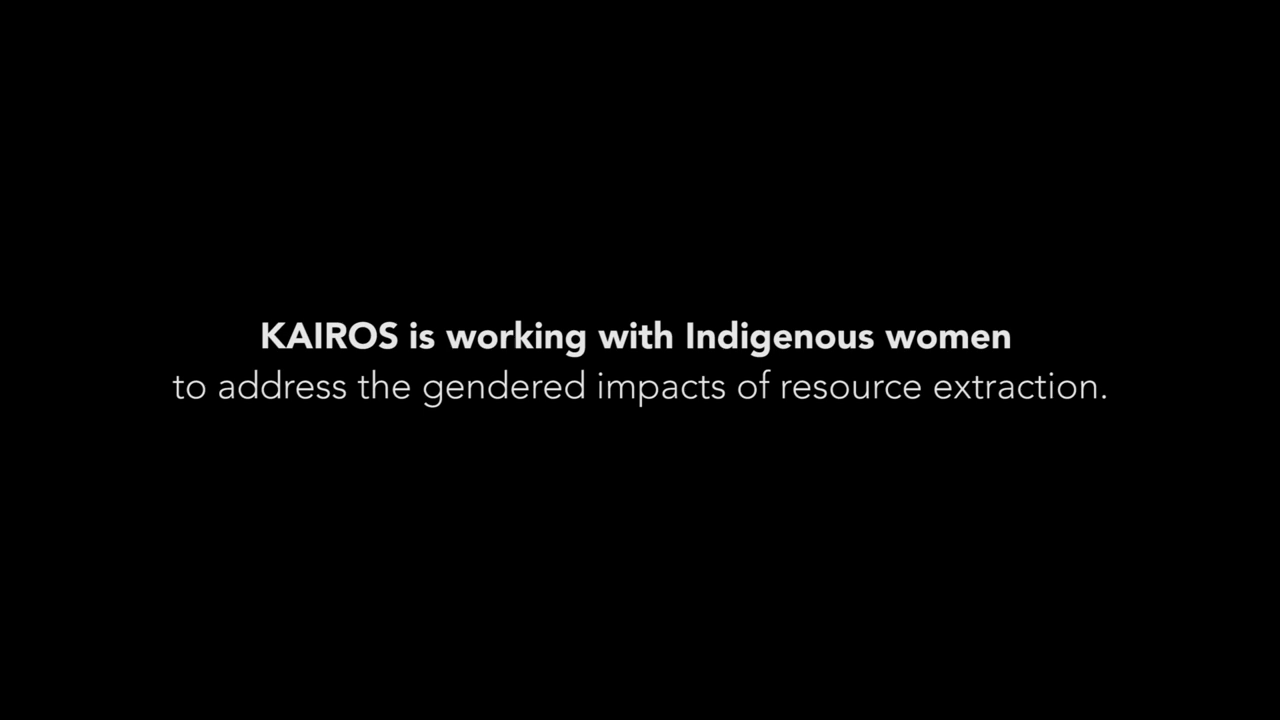 KAIROS is working with Indigenous women
to address the gendered impacts of resource extraction.